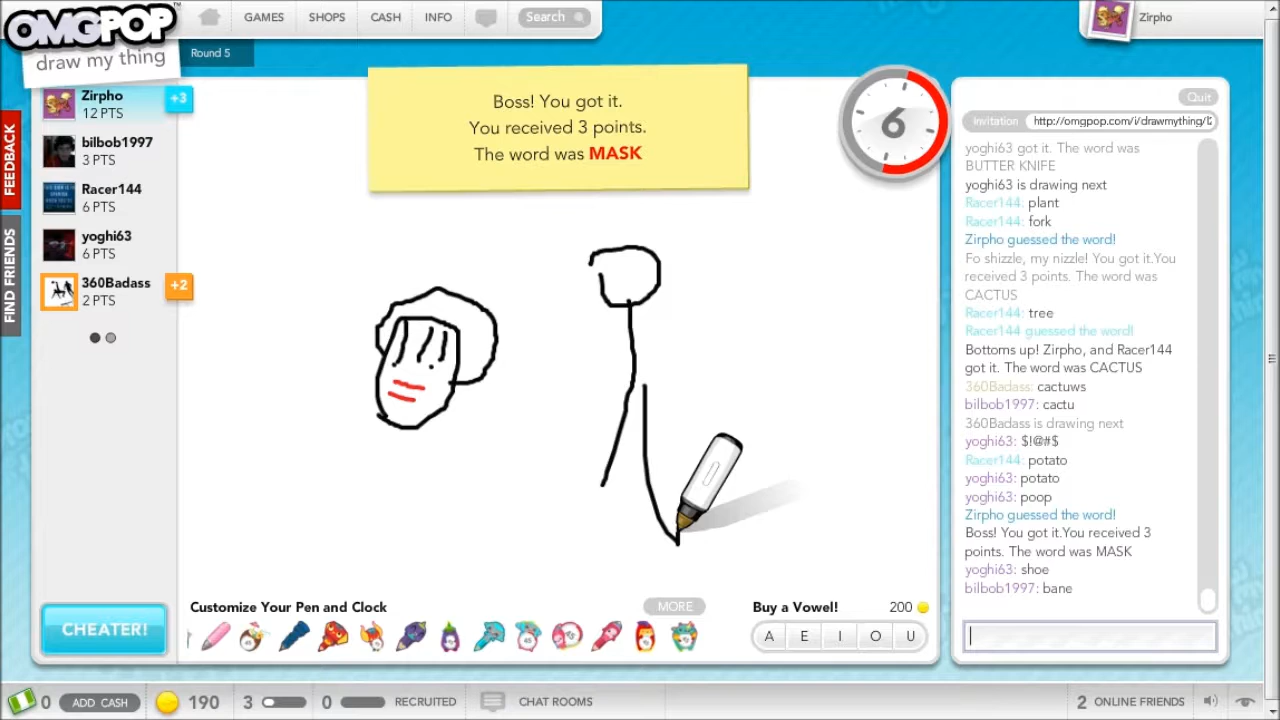 OMGPOP™
draw my thing
GAMES
SHOPS
CASH
INFO
Search
Zirpho
Round 5
FEEDBACK
FIND FRIENDS
Zirpho
12 PTS
+3
bilbob1997
3 PTS
Racer144
6 PTS
yoghi63
6 PTS
360Badass
2 PTS
+2
CHEATER!
Boss! You got it.
You received 3 points.
The word was MASK
6
Customize Your Pen and Clock
MORE
Buy a Vowel!
200
A E I O U
Quit
Invitation
http://omgpop.com/i/drawmything/
yoghi63 got it. The word was
BUTTER KNIFE
yoghi63 is drawing next
Racer144: plant
Racer144: fork
Zirpho guessed the word!
Fo shizzle, my nizzle! You got it.You
received 3 points. The word was
CACTUS
Racer144: tree
Racer144 guessed the word!
Bottoms up! Zirpho, and Racer144
got it. The word was CACTUS
360Badass: cactuws
bilbob1997: cactu
360Badass is drawing next
yoghi63: $!@#$
Racer144: potato
yoghi63: potato
yoghi63: poop
Zirpho guessed the word!
Boss! You got it.You received 3
points. The word was MASK
yoghi63: shoe
bilbob1997: bane
0
ADD CASH
190
3
0
RECRUITED
CHAT ROOMS
2 ONLINE FRIENDS